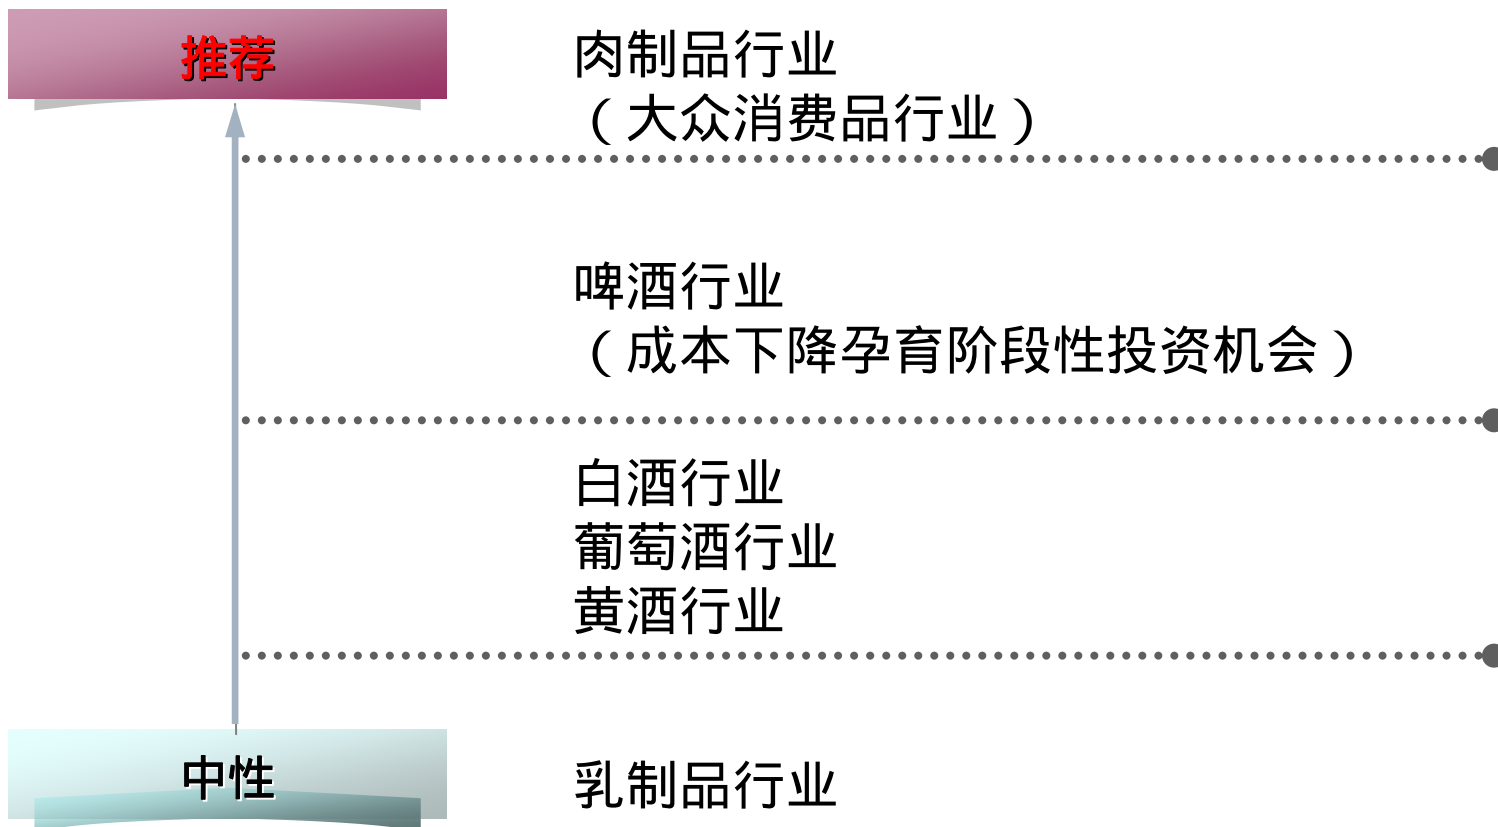 推荐
肉制品行业
（大众消费品行业）
啤酒行业
（成本下降孕育阶段性投资机会）
白酒行业
葡萄酒行业
黄酒行业
中性
乳制品行业